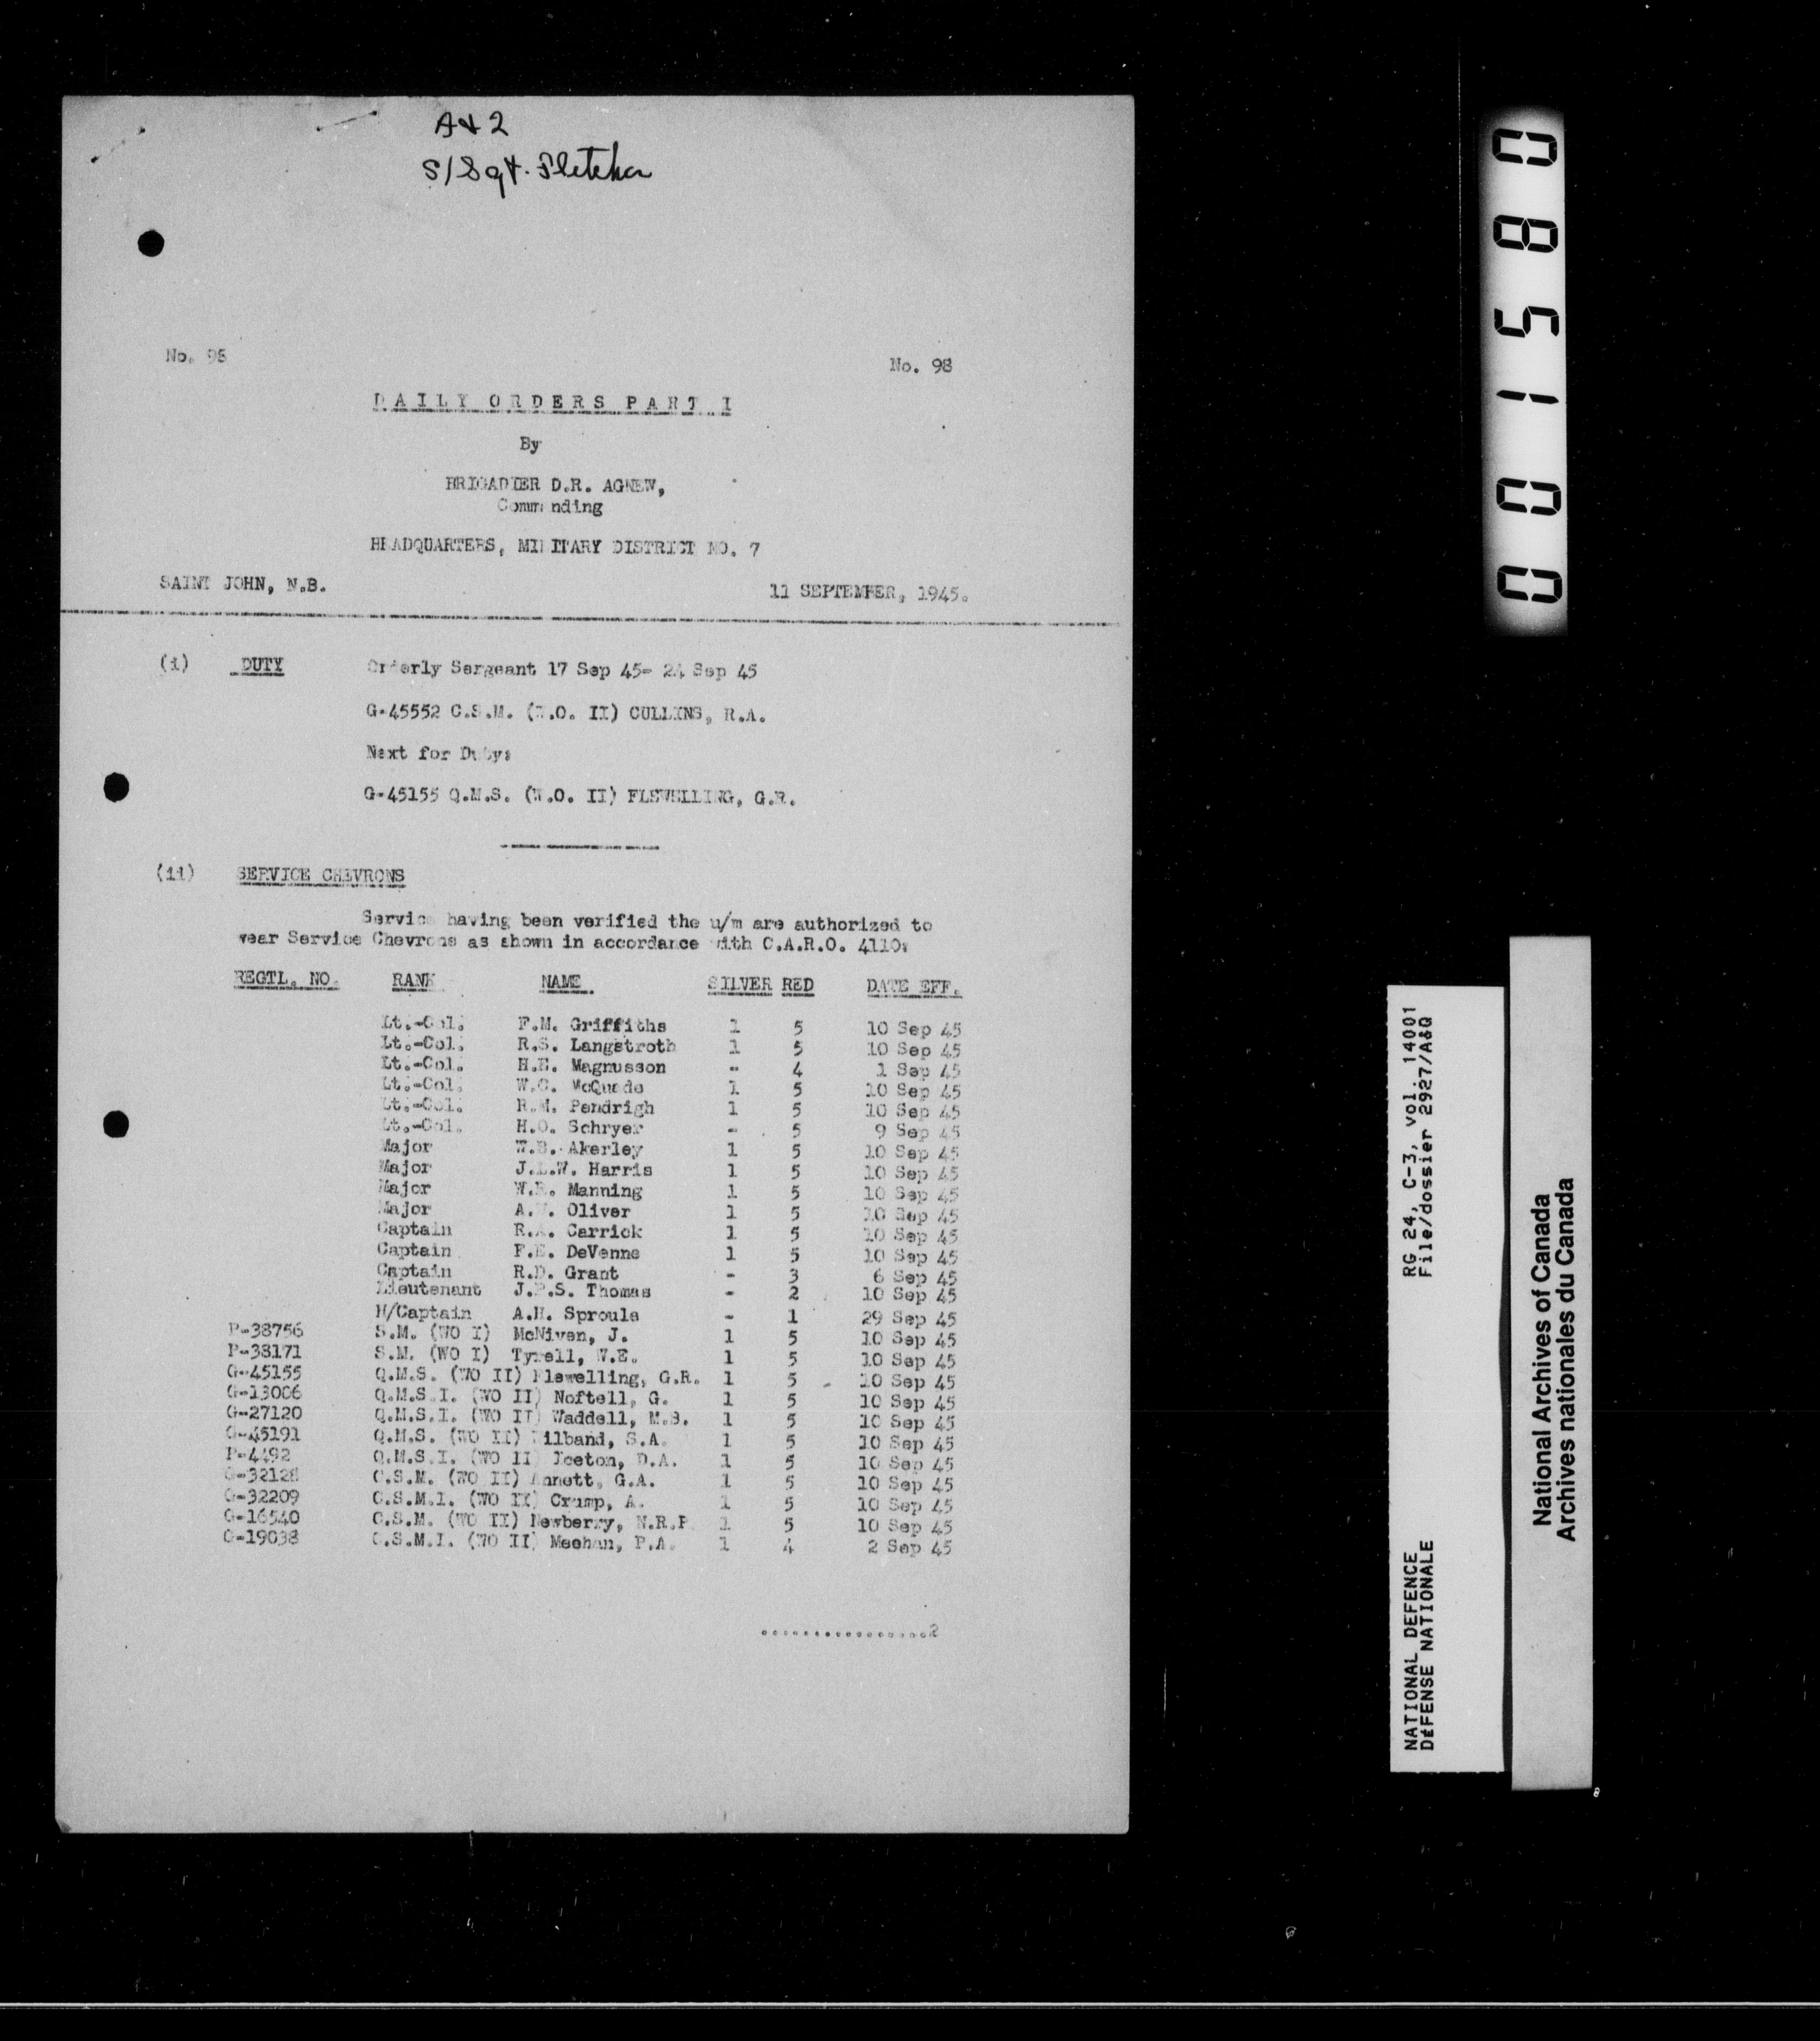 A & 2
S/Sgt. Fletcher
No. 98 No. 98
DAILY ORDERS PART I
By
BRIGADIER D.R. AGNEW,
Commanding
HEADQUARTERS, MILITARY DISTRICT NO. 7
SAINT JOHN, N.B. 11 SEPTEMBER, 1945.
(i) DUTY Orderly Sergeant 17 Sep 45- 24 Sep 45
G-45552 C.S.M. (W.O. II) CULLINS, R.A.
Next for Duty:
G-45155 Q.M.S. (W.O. II) FLEWELLING, G.R.
(ii) SERVICE CHEVRONS
Service having been verified the u/m are authorized to
wear Service Chevrons as shown in accordance with C.A.R.O. 4110:
REGTL. NO. RANK NAME SILVER RED DATE EFF.
Lt.-Col. F.M. Griffiths 1 5 10 Sep 45
Lt.-Col. R.S. Langstroth 1 5 10 Sep 45
Lt.-Col. H.E. Magnusson - 4 1 Sep 45
Lt.-Col. W.C. McQuade 1 5 10 Sep 45
Lt.-Col. R.M. Pendrigh 1 5 10 Sep 45
Lt.-Col. H.O. Schryer - 5 9 Sep 45
Major W.B. Akerley 1 5 10 Sep 45
Major J.L.W. Harris 1 5 10 Sep 45
Major Manning 1 5 10 Sep 45
Major Oliver 1 5 10 Sep 45
Captain R.A. Carrick 1 5 10 Sep 45
Captain F.E. DeVenne 1 5 10 Sep 45
Captain R.D. Grant - 3 6 Sep 45
Lieutenant J.P.S. Thomas - 2 10 Sep 45
H/Captain A.H. Sproule - 1 29 Sep 45
P-38756 S.M. (WO I) McNiven, J. 1 5 10 Sep 45
P-38171 S.M. (WO I) Tyrell, W.E. 1 5 10 Sep 45
G-45155 Q.M.S. (WO II) Flewelling, G.R. 1 5 10 Sep 45
G-13006 Q.M.S.I. (WO II) Noftell, G. 1 5 10 Sep 45
G-27120 Q.M.S.I. (WO II) Waddell, M.B. 1 5 10 Sep 45
G-45191 Q.M.S. (WO II) S.A. 1 5 10 Sep 45
P-4492 Q.M.S.I. (WO II) D.A. 1 5 10 Sep 45
G-32128 C.S.M. (WO II) Annett, G.A. 1 5 10 Sep 45
G-32209 C.S.M.I. (WO II) Crump, A. 1 5 10 Sep 45
G-16540 C.S.M. (WO II) Newberry, N.R.P. 1 5 10 Sep 45
G-19038 C.S.M.I. (WO II) Meehan, P.A. 1 4 2 Sep 45
.................2
001580
RG 24, C-3, vol. 14001
File/dossier 2927/A&Q
NATIONAL DEFENCE
DÉFENSE NATIONALE
National Archives of Canada
Archives nationales du Canada